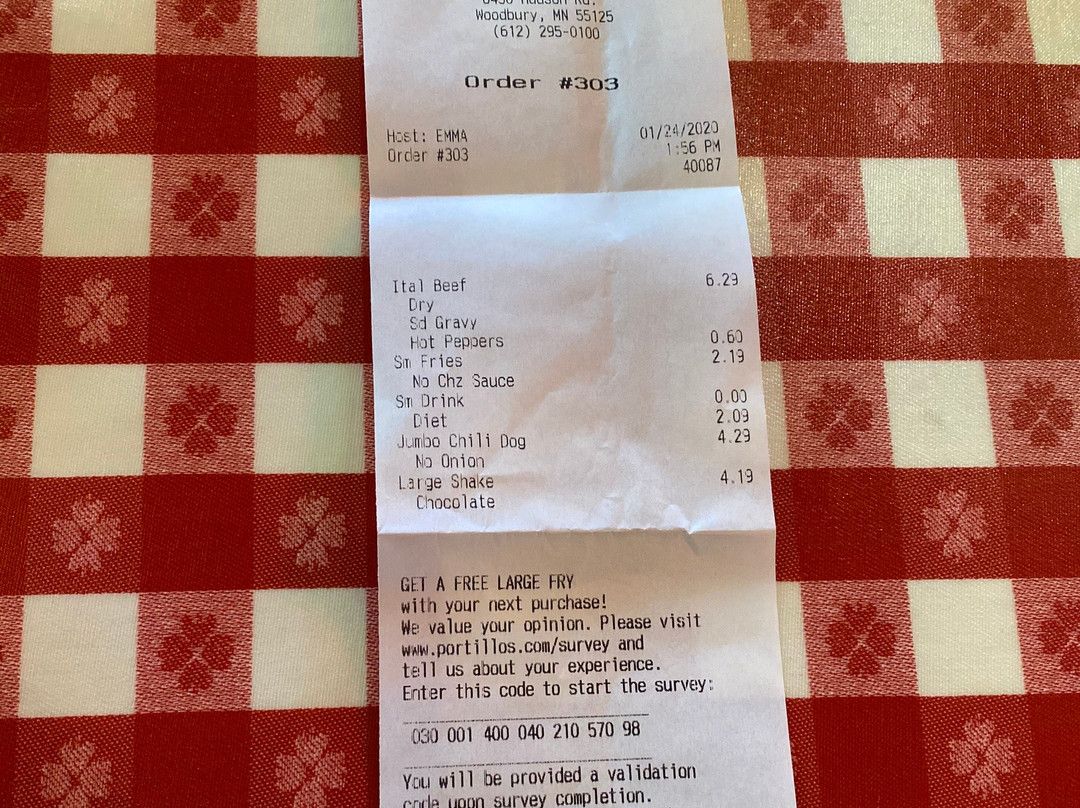 Woodbury, MN 55125
(612) 295-0100
Order #303
Host: EMMA 01/24/2020
Order #303 1:56 PM
40087
Ital Beef 6.29
Dry
Sd Gravy
Hot Peppers 0.60
Sm Fries 2.19
No Chz Sauce
Sm Drink 0.00
Diet 2.09
Jumbo Chili Dog 4.29
No Onion
Large Shake 4.19
Chocolate
GET A FREE LARGE FRY
with your next purchase!
We value your opinion. Please visit
www.portillos.com/survey and
tell us about your experience.
Enter this code to start the survey:
030 001 400 040 210 570 98
You will be provided a validation
code upon survey completion.